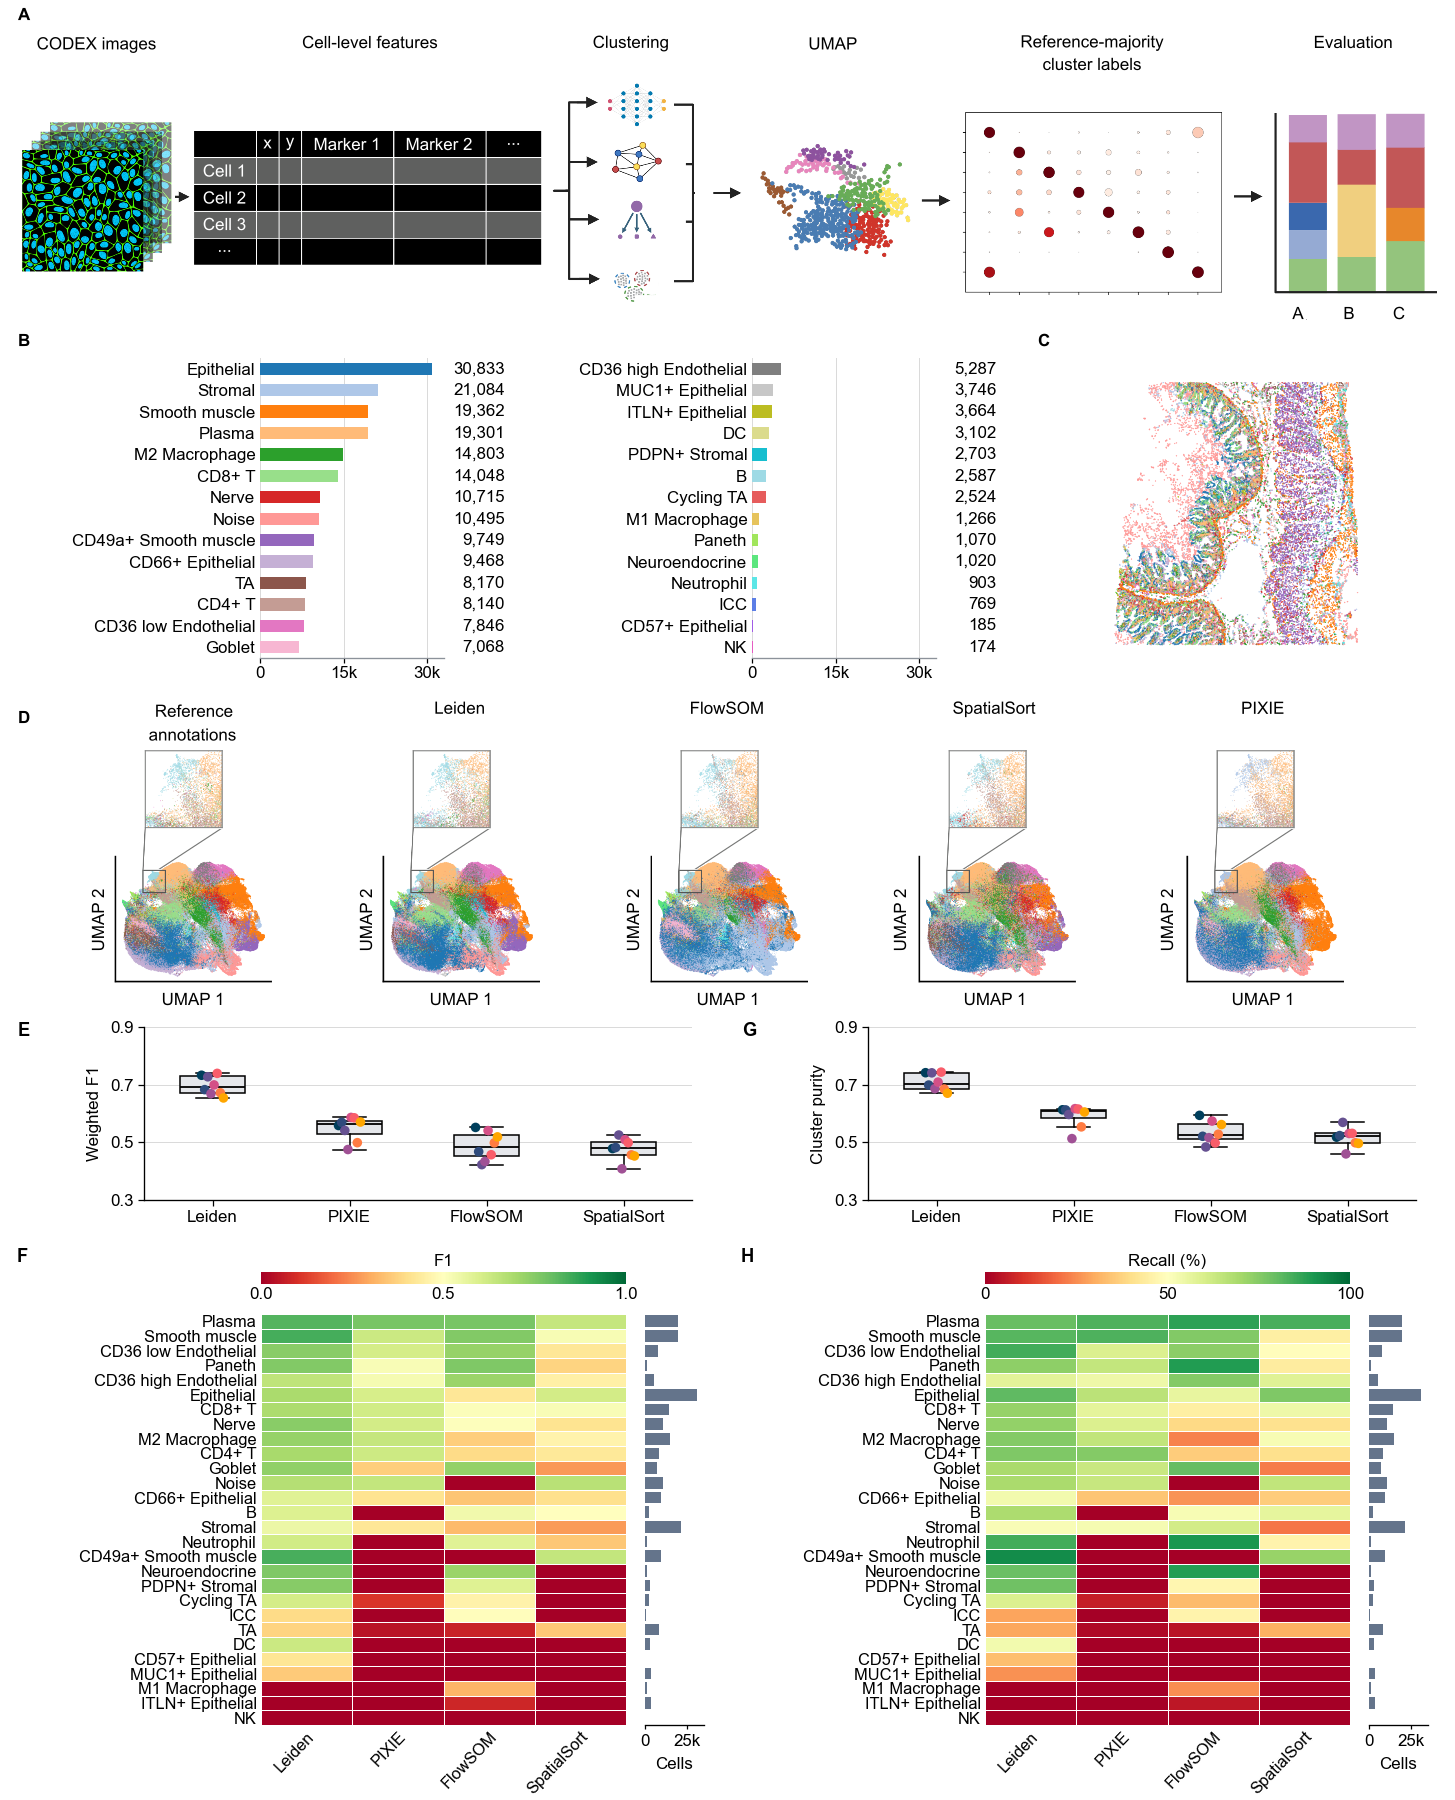 A
CODEX images
Cell-level features
Clustering
UMAP
Reference-majority
cluster labels
Evaluation
x y Marker 1 Marker 2 ...
Cell 1
Cell 2
Cell 3
...
A B C
B
Epithelial 30,833
Stromal 21,084
Smooth muscle 19,362
Plasma 19,301
M2 Macrophage 14,803
CD8+ T 14,048
Nerve 10,715
Noise 10,495
CD49a+ Smooth muscle 9,749
CD66+ Epithelial 9,468
TA 8,170
CD4+ T 8,140
CD36 low Endothelial 7,846
Goblet 7,068
0 15k 30k
CD36 high Endothelial 5,287
MUC1+ Epithelial 3,746
ITLN+ Epithelial 3,664
DC 3,102
PDPN+ Stromal 2,703
B 2,587
Cycling TA 2,524
M1 Macrophage 1,266
Paneth 1,070
Neuroendocrine 1,020
Neutrophil 903
ICC 769
CD57+ Epithelial 185
NK 174
0 15k 30k
C
D
Reference
annotations
Leiden
FlowSOM
SpatialSort
PIXIE
UMAP 2
UMAP 1
UMAP 2
UMAP 1
UMAP 2
UMAP 1
UMAP 2
UMAP 1
UMAP 2
UMAP 1
E
Weighted F1
0.9
0.7
0.5
0.3
Leiden PIXIE FlowSOM SpatialSort
G
Cluster purity
0.9
0.7
0.5
0.3
Leiden PIXIE FlowSOM SpatialSort
F
F1
0.0 0.5 1.0
Plasma
Smooth muscle
CD36 low Endothelial
Paneth
CD36 high Endothelial
Epithelial
CD8+ T
Nerve
M2 Macrophage
CD4+ T
Goblet
Noise
CD66+ Epithelial
B
Stromal
Neutrophil
CD49a+ Smooth muscle
Neuroendocrine
PDPN+ Stromal
Cycling TA
ICC
TA
DC
CD57+ Epithelial
MUC1+ Epithelial
M1 Macrophage
ITLN+ Epithelial
NK
Leiden PIXIE FlowSOM SpatialSort
0 25k
Cells
H
Recall (%)
0 50 100
Plasma
Smooth muscle
CD36 low Endothelial
Paneth
CD36 high Endothelial
Epithelial
CD8+ T
Nerve
M2 Macrophage
CD4+ T
Goblet
Noise
CD66+ Epithelial
B
Stromal
Neutrophil
CD49a+ Smooth muscle
Neuroendocrine
PDPN+ Stromal
Cycling TA
ICC
TA
DC
CD57+ Epithelial
MUC1+ Epithelial
M1 Macrophage
ITLN+ Epithelial
NK
Leiden PIXIE FlowSOM SpatialSort
0 25k
Cells